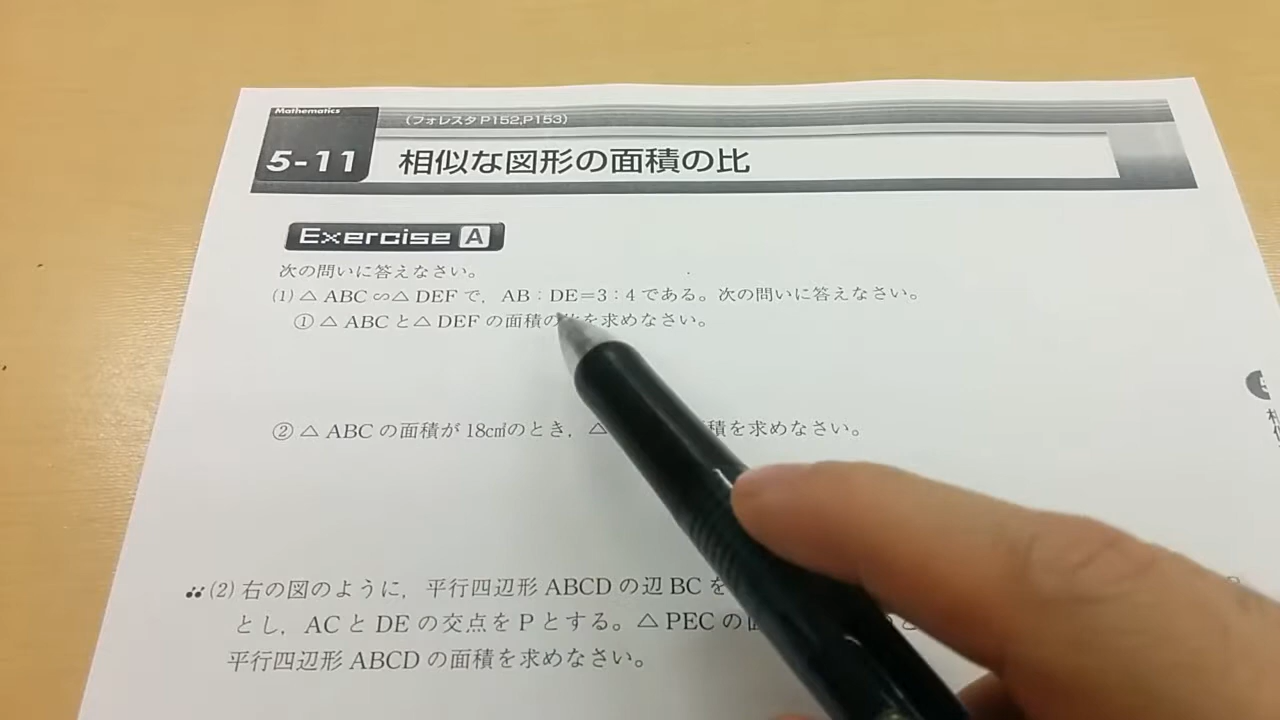 Mathematics
(フォレスタ P152,P153)
5-11 相似な図形の面積の比
Exercise A
次の問いに答えなさい。
(1) △ ABC ∽△ DEF で, AB : DE=3 : 4 である。次の問いに答えなさい。
① △ ABC と△ DEF の面積の比を求めなさい。
② △ ABC の面積が 18c㎡のとき, △ 積を求めなさい。
(2) 右の図のように, 平行四辺形 ABCD の辺 BC を
とし, AC と DE の交点を P とする。△ PEC の
平行四辺形 ABCD の面積を求めなさい。